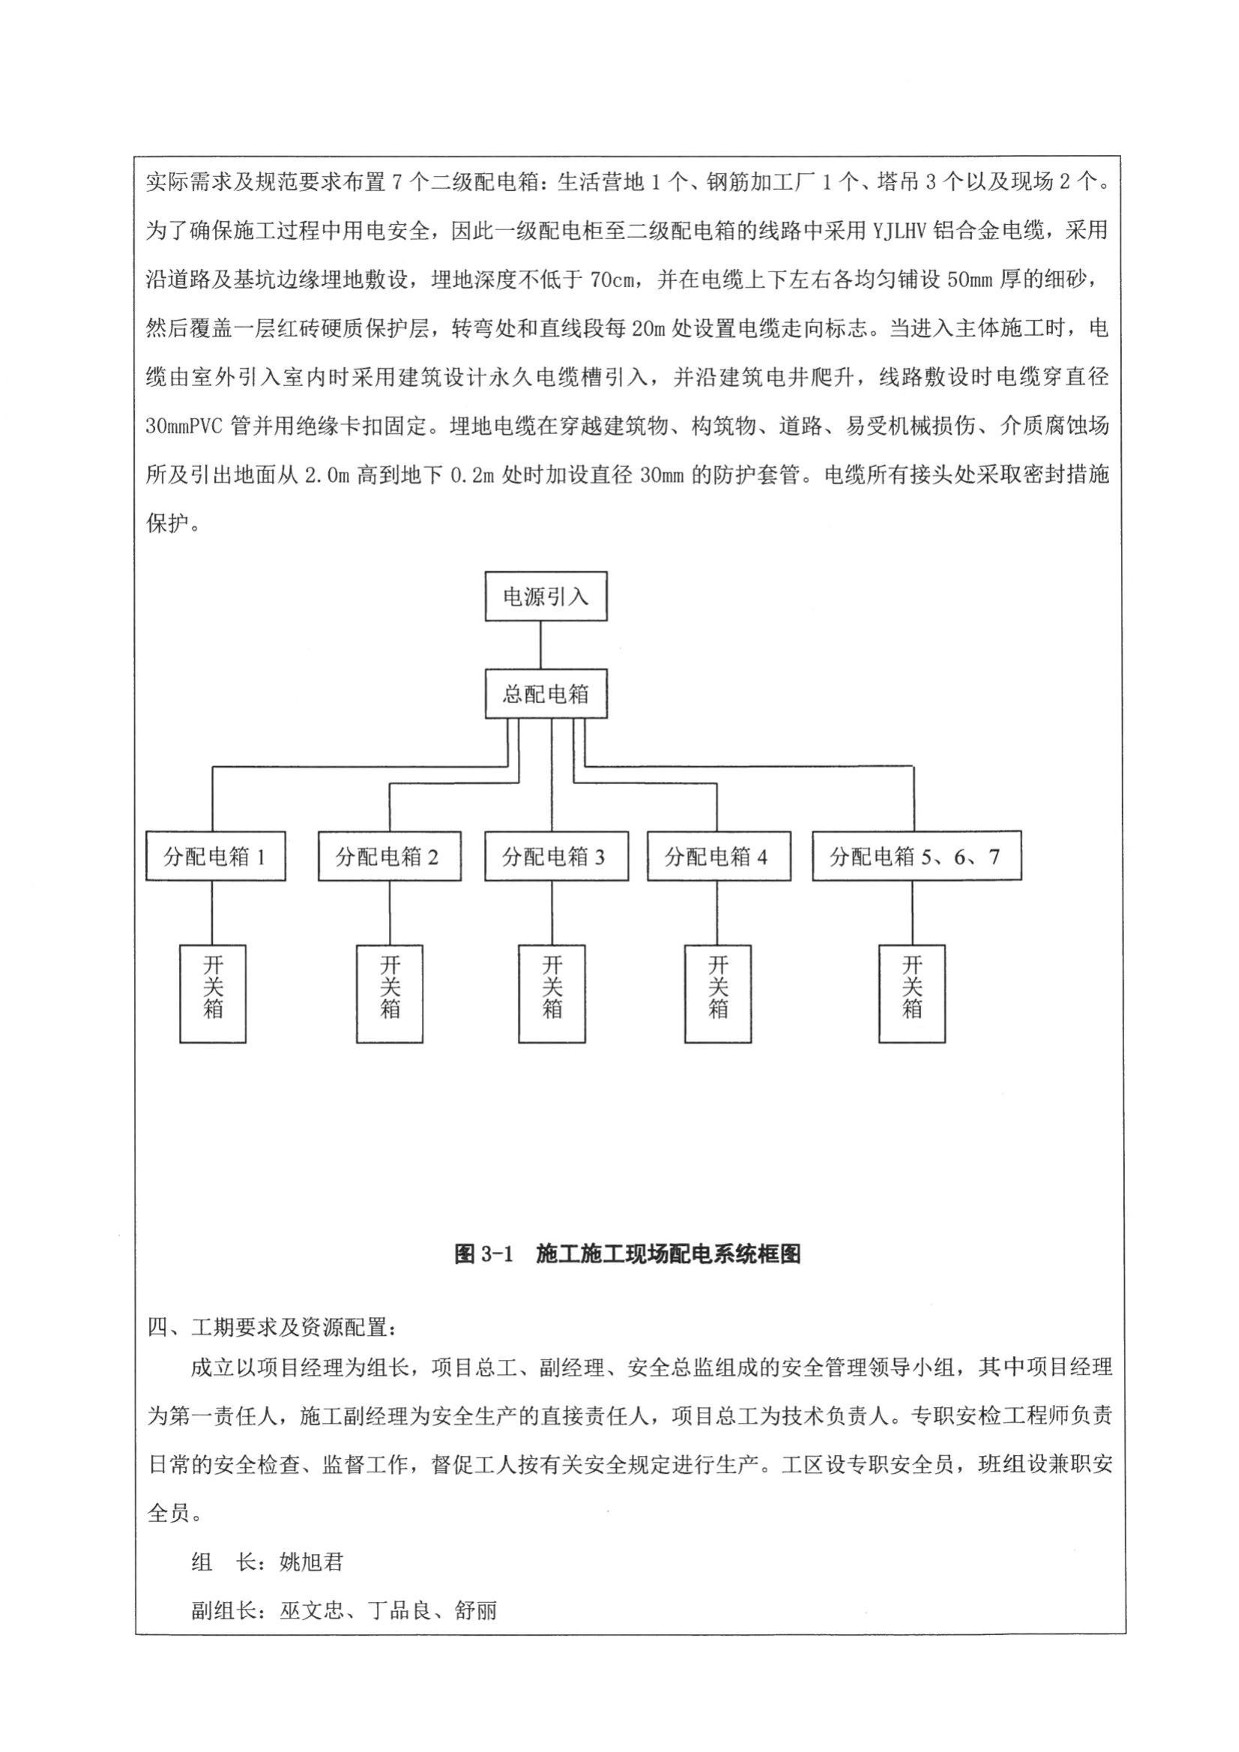 实际需求及规范要求布置 7 个二级配电箱：生活营地 1 个、钢筋加工厂 1 个、塔吊 3 个以及现场 2 个。
为了确保施工过程中用电安全，因此一级配电柜至二级配电箱的线路中采用 YJLHV 铝合金电缆，采用
沿道路及基坑边缘埋地敷设，埋地深度不低于 70cm，并在电缆上下左右各均匀铺设 50mm 厚的细砂，
然后覆盖一层红砖硬质保护层，转弯处和直线段每 20m 处设置电缆走向标志。当进入主体施工时，电
缆由室外引入室内时采用建筑设计永久电缆槽引入，并沿建筑电井爬升，线路敷设时电缆穿直径
30mmPVC 管并用绝缘卡扣固定。埋地电缆在穿越建筑物、构筑物、道路、易受机械损伤、介质腐蚀场
所及引出地面从 2.0m 高到地下 0.2m 处时加设直径 30mm 的防护套管。电缆所有接头处采取密封措施
保护。
电源引入
总配电箱
分配电箱 1
分配电箱 2
分配电箱 3
分配电箱 4
分配电箱 5、6、7
开关箱
开关箱
开关箱
开关箱
开关箱
图 3-1 施工施工现场配电系统框图
四、工期要求及资源配置：
成立以项目经理为组长，项目总工、副经理、安全总监组成的安全管理领导小组，其中项目经理
为第一责任人，施工副经理为安全生产的直接责任人，项目总工为技术负责人。专职安检工程师负责
日常的安全检查、监督工作，督促工人按有关安全规定进行生产。工区设专职安全员，班组设兼职安
全员。
组 长：姚旭君
副组长：巫文忠、丁品良、舒丽